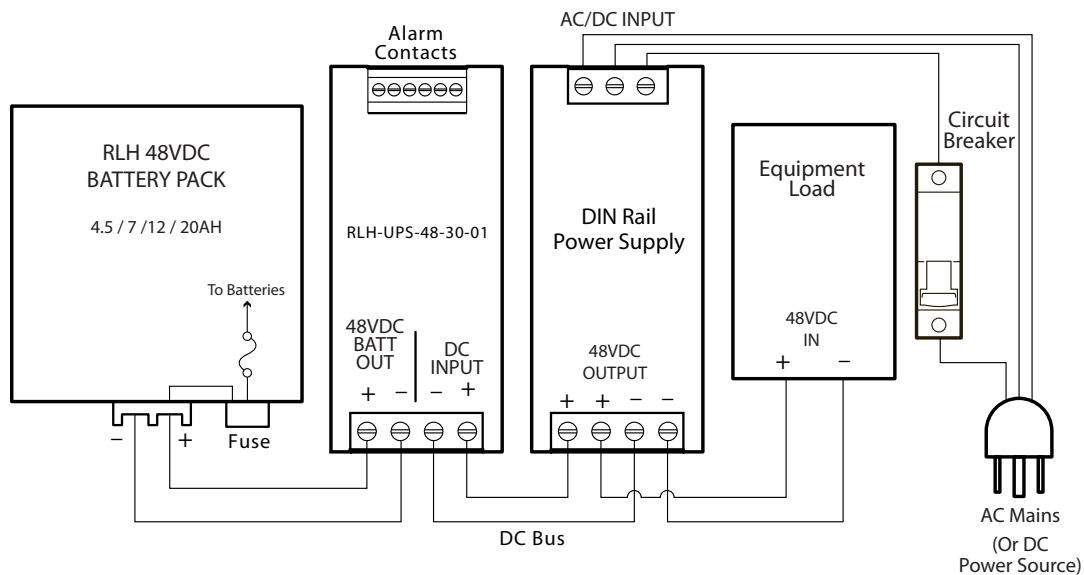 AC/DC INPUT
Alarm
Contacts
RLH 48VDC
BATTERY PACK
4.5 / 7 /12 / 20AH
To Batteries
– +
Fuse
RLH-UPS-48-30-01
48VDC
BATT
OUT
DC
INPUT
+ – – +
DIN Rail
Power Supply
48VDC
OUTPUT
+ + – –
Equipment
Load
48VDC
IN
+ –
Circuit
Breaker
DC Bus
AC Mains
(Or DC
Power Source)